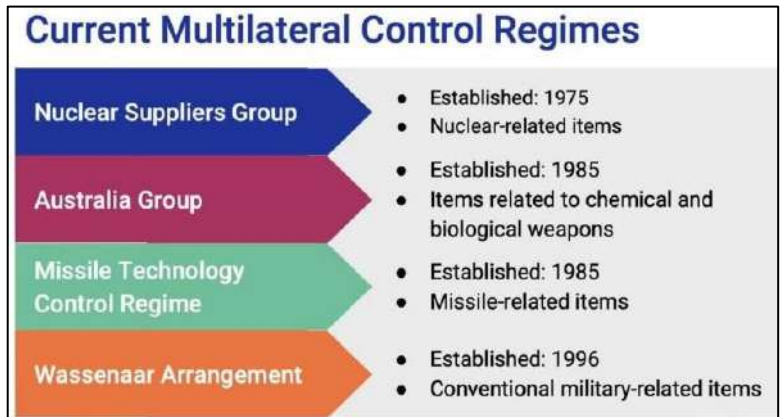 Current Multilateral Control Regimes
Nuclear Suppliers Group
● Established: 1975
● Nuclear-related items
Australia Group
● Established: 1985
● Items related to chemical and
biological weapons
Missile Technology
Control Regime
● Established: 1985
● Missile-related items
Wassenaar Arrangement
● Established: 1996
● Conventional military-related items